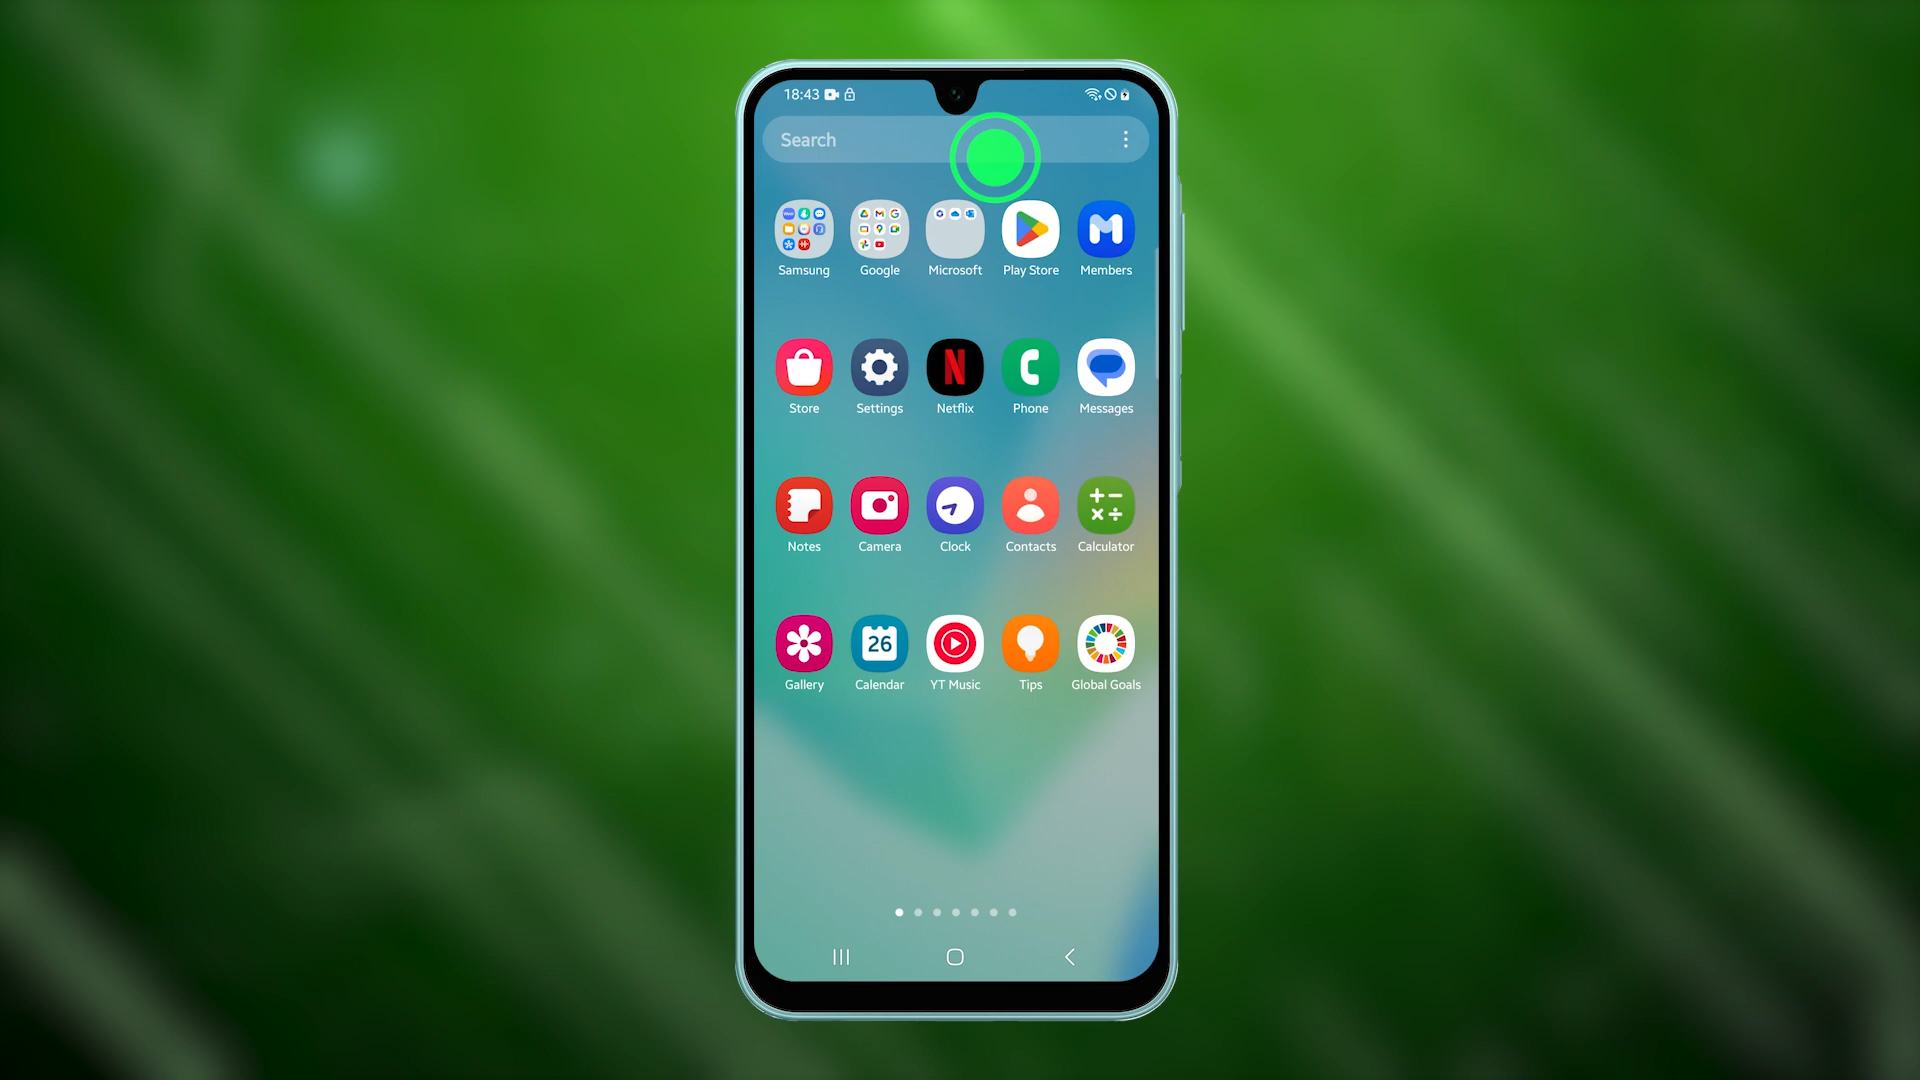 18:43
Search
Samsung Google Microsoft Play Store Members
Store Settings Netflix Phone Messages
Notes Camera Clock Contacts Calculator
26
Gallery Calendar YT Music Tips Global Goals